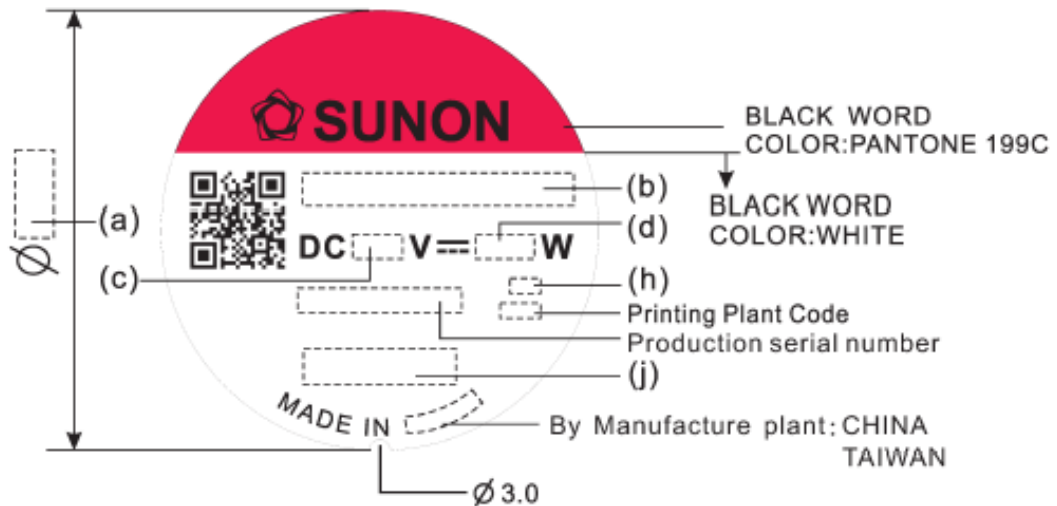 SUNON
BLACK WORD
COLOR:PANTONE 199C
(b)
BLACK WORD
COLOR:WHITE
(a)
Ø
(d)
DC V⎓ W
(c)
(h)
Printing Plant Code
Production serial number
(j)
MADE IN
By Manufacture plant: CHINA
TAIWAN
Ø 3.0